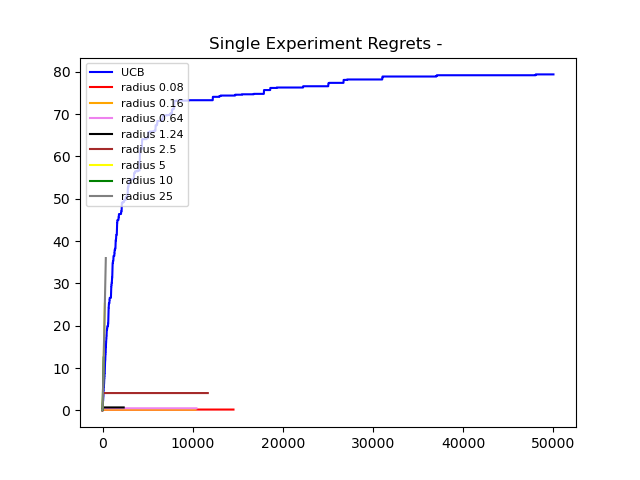 Single Experiment Regrets -
80
70
60
50
40
30
20
10
0
UCB
radius 0.08
radius 0.16
radius 0.64
radius 1.24
radius 2.5
radius 5
radius 10
radius 25
0 10000 20000 30000 40000 50000